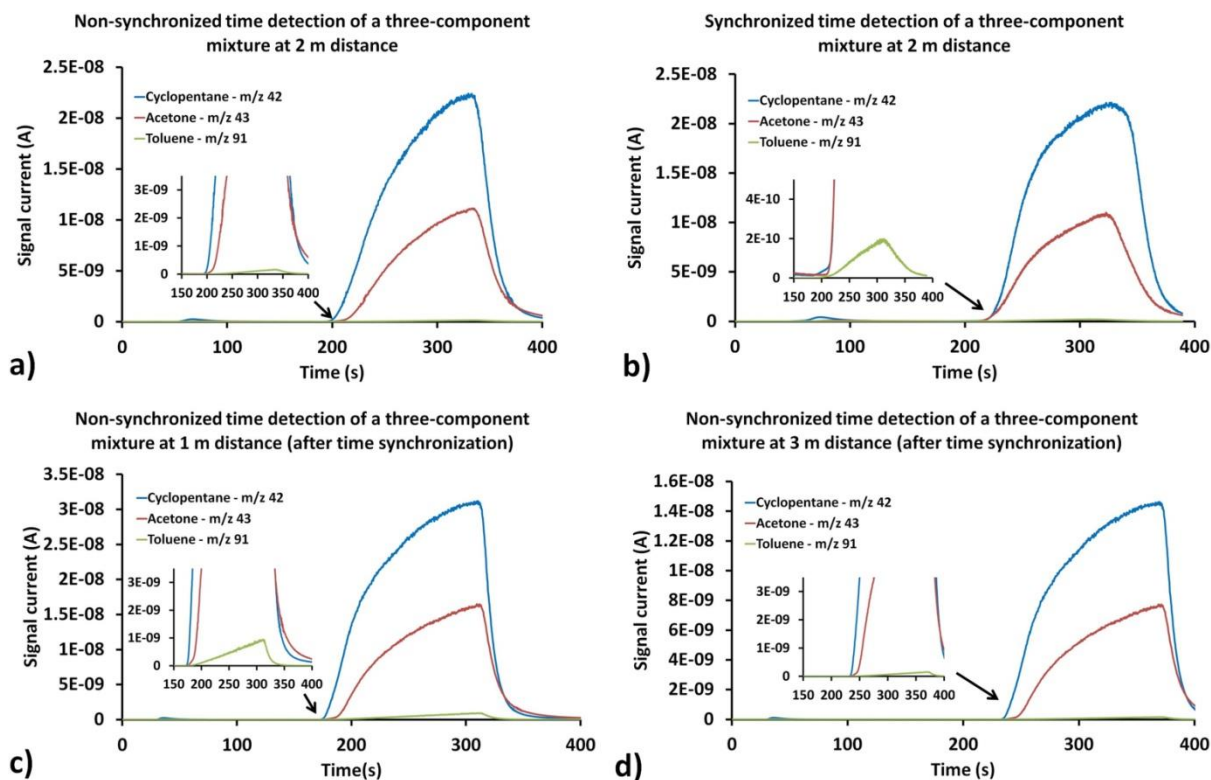 Non-synchronized time detection of a three-component
mixture at 2 m distance
2.5E-08
2E-08
1.5E-08
1E-08
5E-09
0
Signal current (A)
Cyclopentane - m/z 42
Acetone - m/z 43
Toluene - m/z 91
3E-09
2E-09
1E-09
0
150 200 250 300 350 400
0 100 200 300 400
Time (s)
a)
Synchronized time detection of a three-component
mixture at 2 m distance
2.5E-08
2E-08
1.5E-08
1E-08
5E-09
0
Signal current (A)
Cyclopentane - m/z 42
Acetone - m/z 43
Toluene - m/z 91
4E-10
2E-10
0
150 200 250 300 350 400
0 100 200 300 400
Time (s)
b)
Non-synchronized time detection of a three-component
mixture at 1 m distance (after time synchronization)
3.5E-08
3E-08
2.5E-08
2E-08
1.5E-08
1E-08
5E-09
0
Signal current (A)
Cyclopentane - m/z 42
Acetone - m/z 43
Toluene - m/z 91
3E-09
2E-09
1E-09
0
150 200 250 300 350 400
0 100 200 300 400
Time(s)
c)
Non-synchronized time detection of a three-component
mixture at 3 m distance (after time synchronization)
1.6E-08
1.4E-08
1.2E-08
1E-08
8E-09
6E-09
4E-09
2E-09
0
Signal current (A)
Cyclopentane - m/z 42
Acetone - m/z 43
Toluene - m/z 91
3E-09
2E-09
1E-09
0
150 200 250 300 350 400
0 100 200 300 400
Time (s)
d)